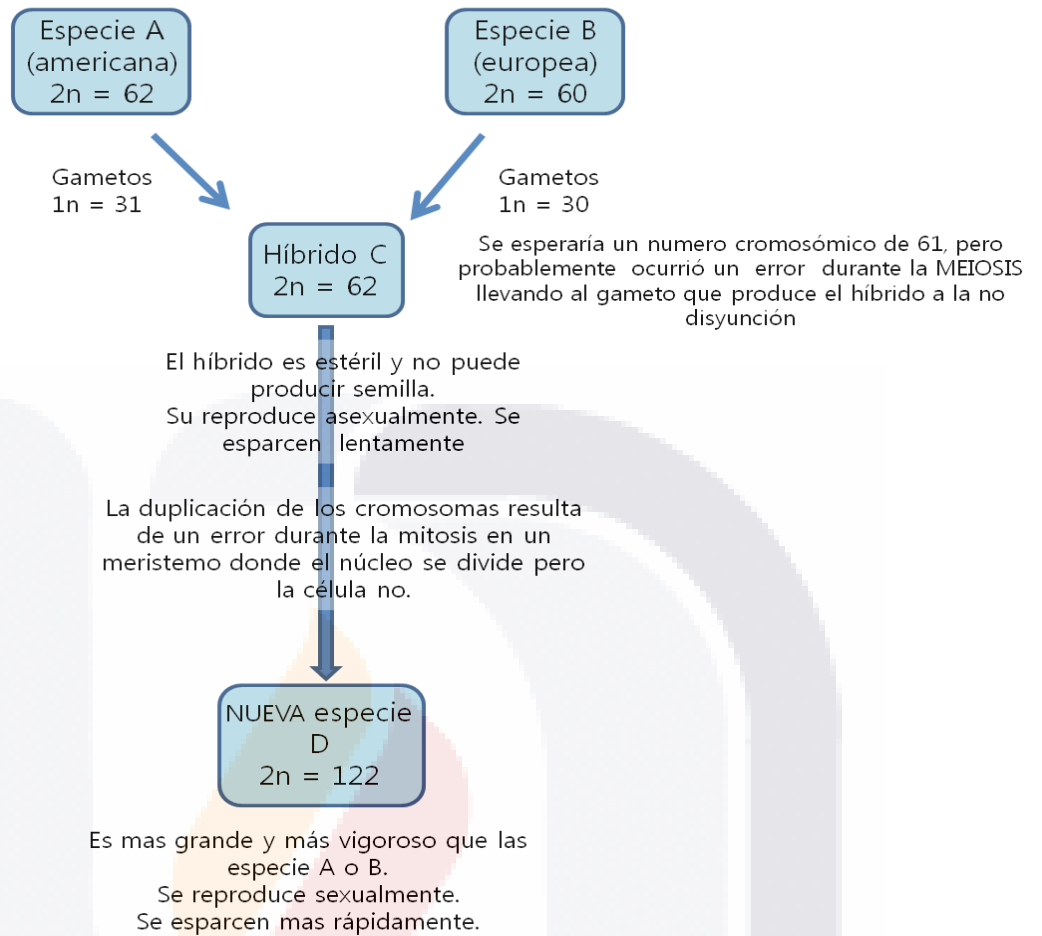 Especie A
(americana)
2n = 62
Especie B
(europea)
2n = 60
Gametos
1n = 31
Gametos
1n = 30
Híbrido C
2n = 62
Se esperaría un numero cromosómico de 61, pero
probablemente ocurrió un error durante la MEIOSIS
llevando al gameto que produce el híbrido a la no
disyunción
El híbrido es estéril y no puede
producir semilla.
Su reproduce asexualmente. Se
esparcen lentamente
La duplicación de los cromosomas resulta
de un error durante la mitosis en un
meristemo donde el núcleo se divide pero
la célula no.
NUEVA especie
D
2n = 122
Es mas grande y más vigoroso que las
especie A o B.
Se reproduce sexualmente.
Se esparcen mas rápidamente.